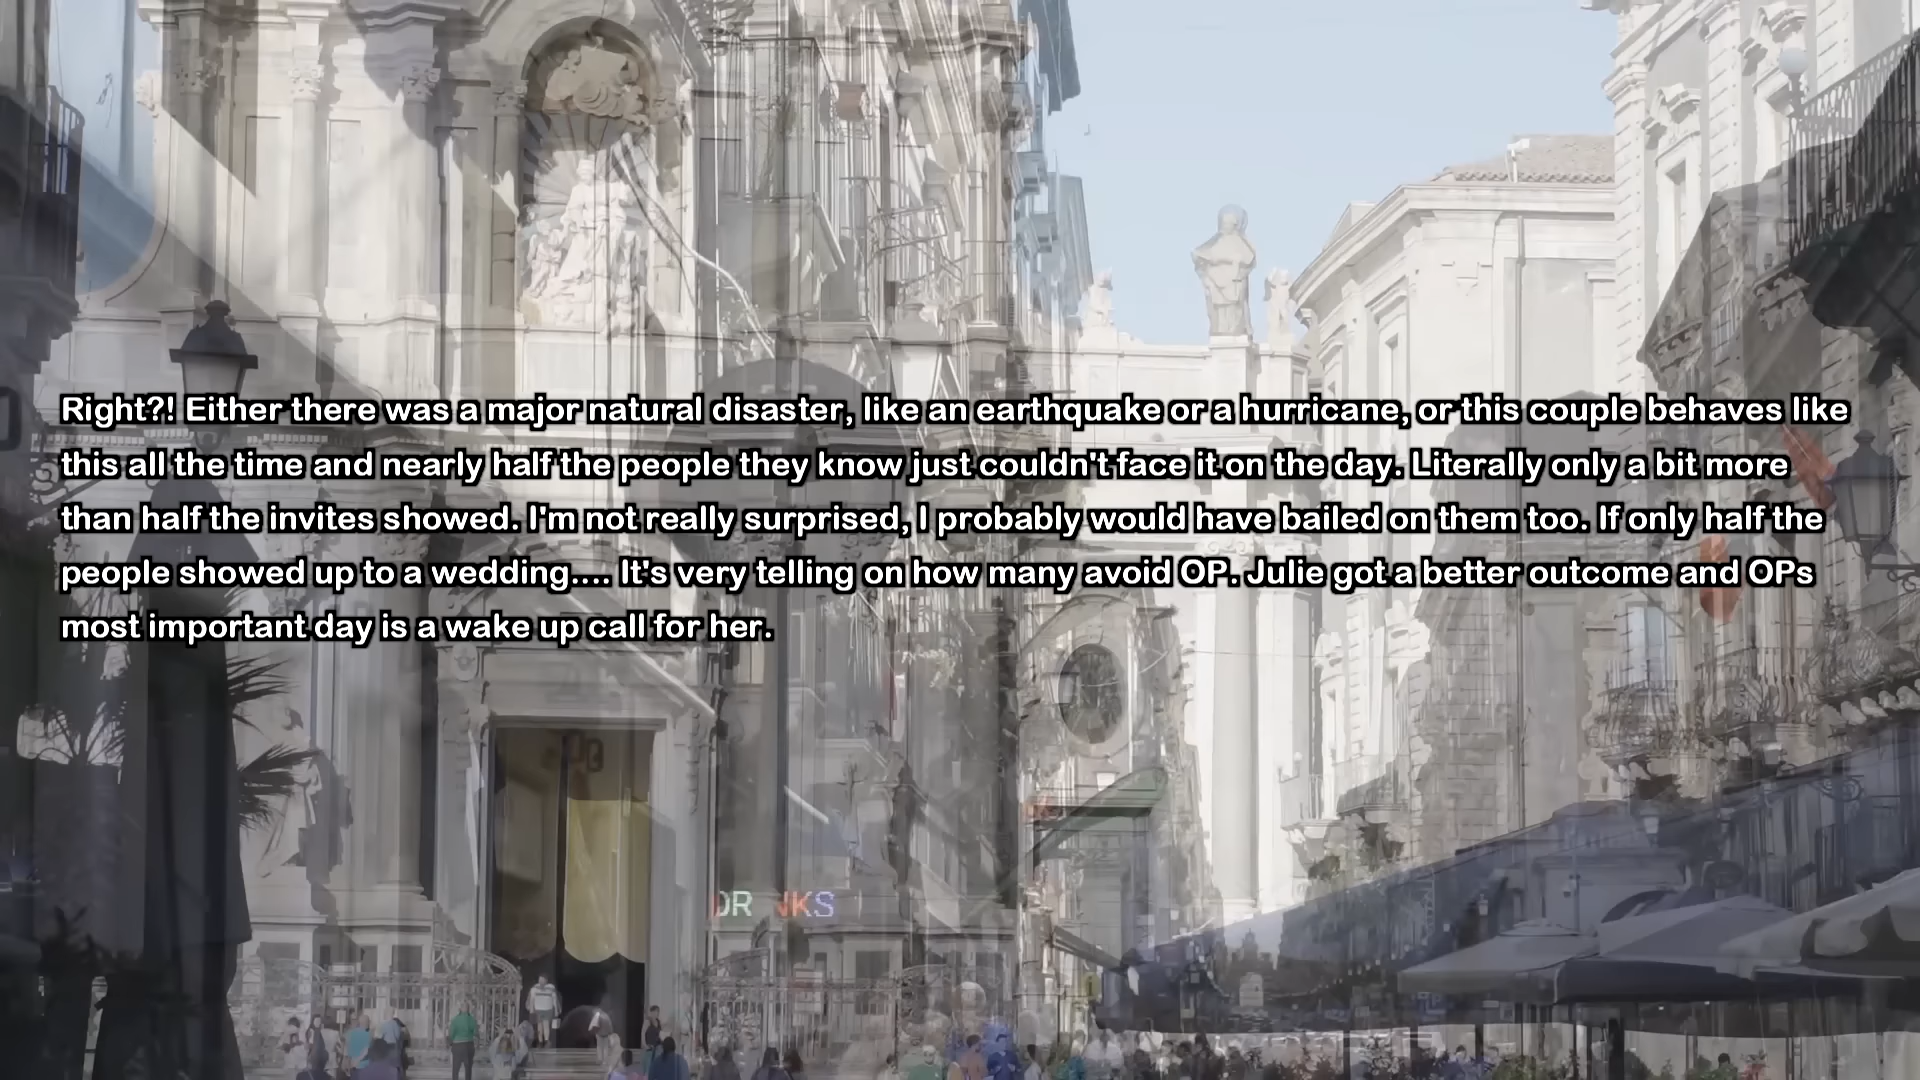 Right?! Either there was a major natural disaster, like an earthquake or a hurricane, or this couple behaves like
this all the time and nearly half the people they know just couldn't face it on the day. Literally only a bit more
than half the invites showed. I'm not really surprised, I probably would have bailed on them too. If only half the
people showed up to a wedding.... It's very telling on how many avoid OP. Julie got a better outcome and OPs
most important day is a wake up call for her.
DR NKS